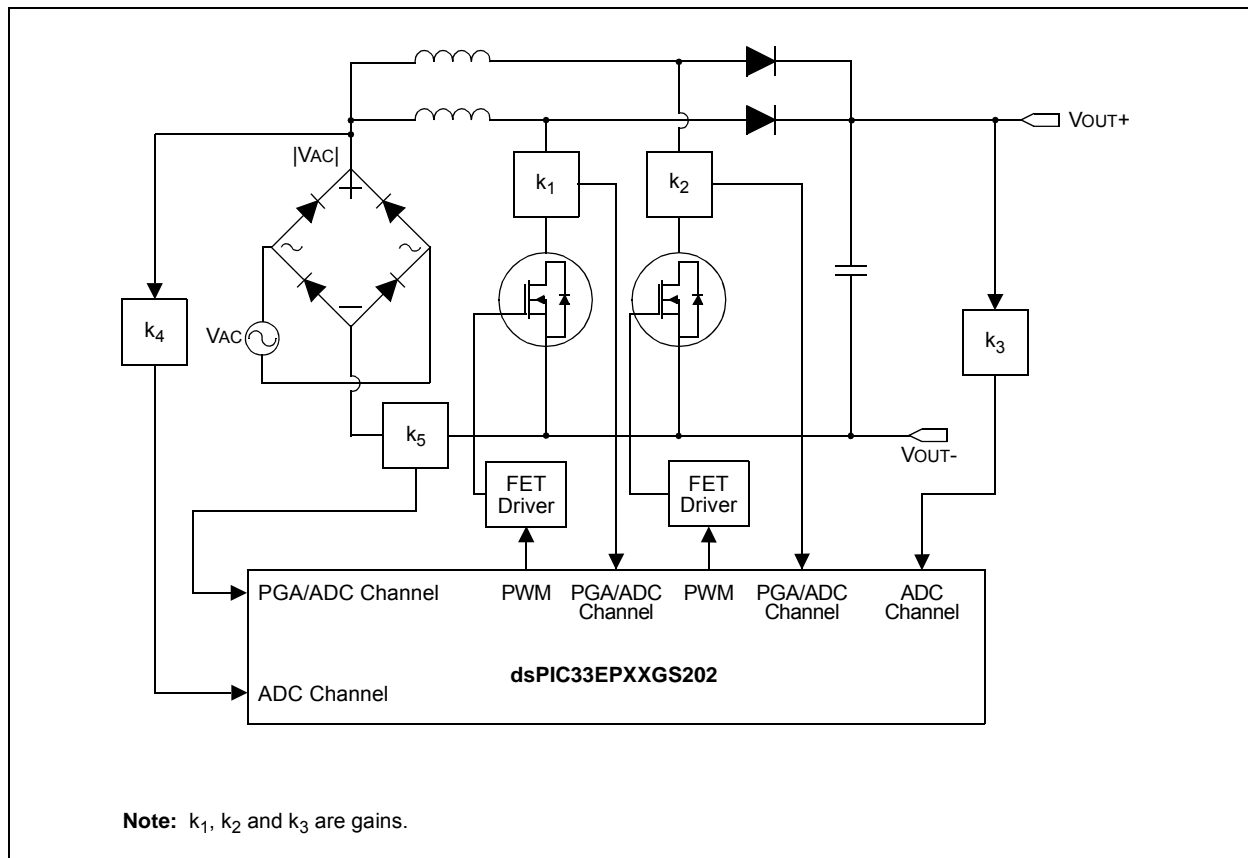 VOUT+
|VAC|
k1
k2
k4
VAC
k3
k5
VOUT-
FET
Driver
FET
Driver
PGA/ADC Channel
PWM
PGA/ADC
Channel
PWM
PGA/ADC
Channel
ADC
Channel
dsPIC33EPXXGS202
ADC Channel
Note: k1, k2 and k3 are gains.